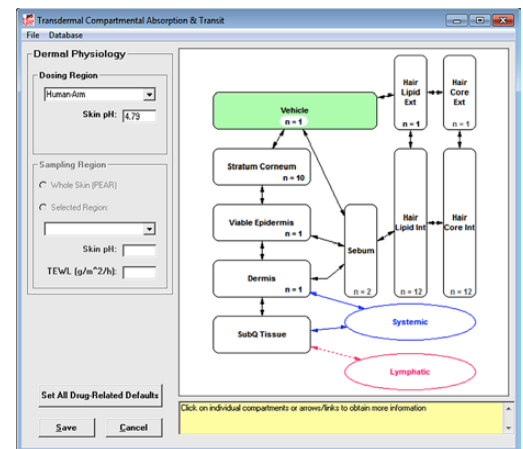 Transdermal Compartmental Absorption & Transit
File Database
Dermal Physiology
Dosing Region
Human-Arm
Skin pH: 4.79
Sampling Region
Whole Skin (PEAR)
Selected Region:
Skin pH:
TEWL (g/m^2/h):
Set All Drug-Related Defaults
Save Cancel
Vehicle
n = 1
Hair
Lipid
Ext
n = 1
Hair
Core
Ext
n = 1
Stratum Corneum
n = 10
Viable Epidermis
n = 1
Dermis
n = 1
SubQ Tissue
Sebum
n = 2
Hair
Lipid Int
n = 12
Hair
Core Int
n = 12
Systemic
Lymphatic
Click on individual compartments or arrows/links to obtain more information